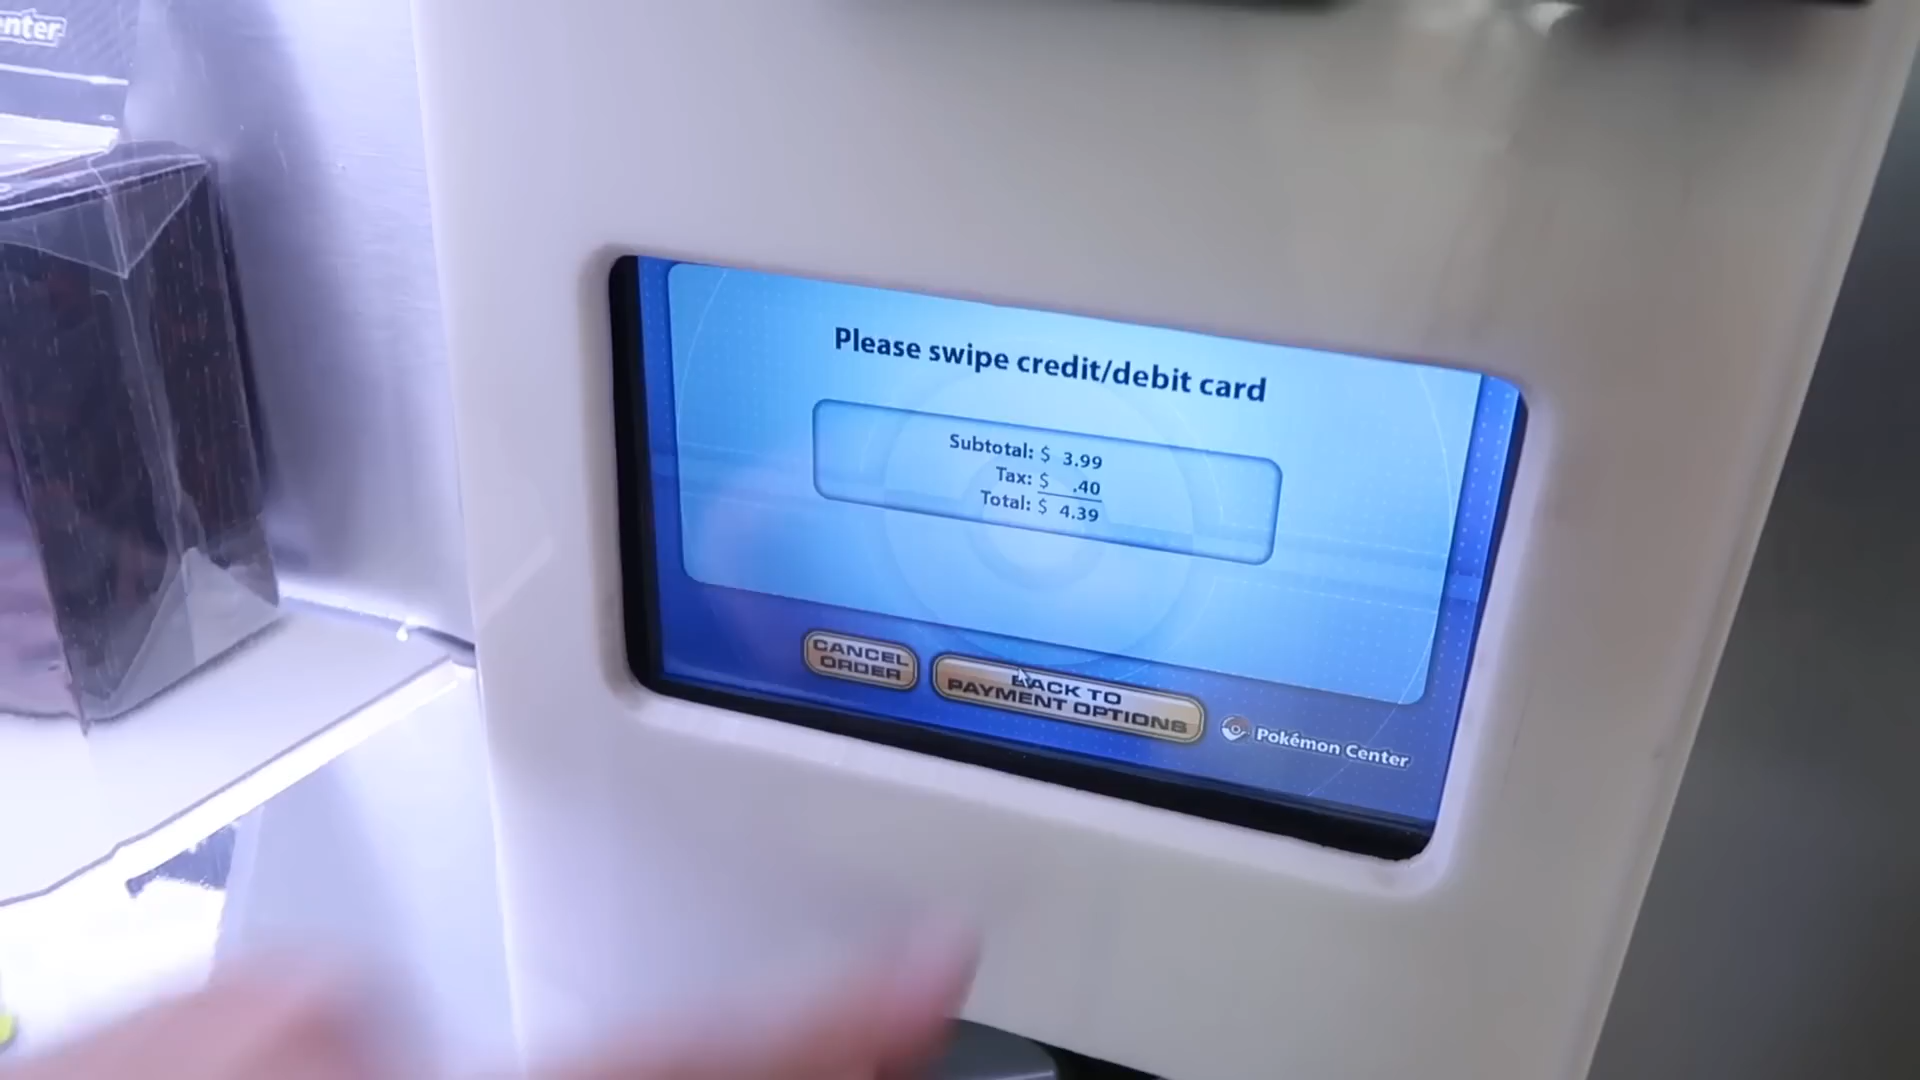 enter
Please swipe credit/debit card
Subtotal: $ 3.99
Tax: $ .40
Total: $ 4.39
CANCEL
ORDER
BACK TO
PAYMENT OPTIONS
Pokémon Center